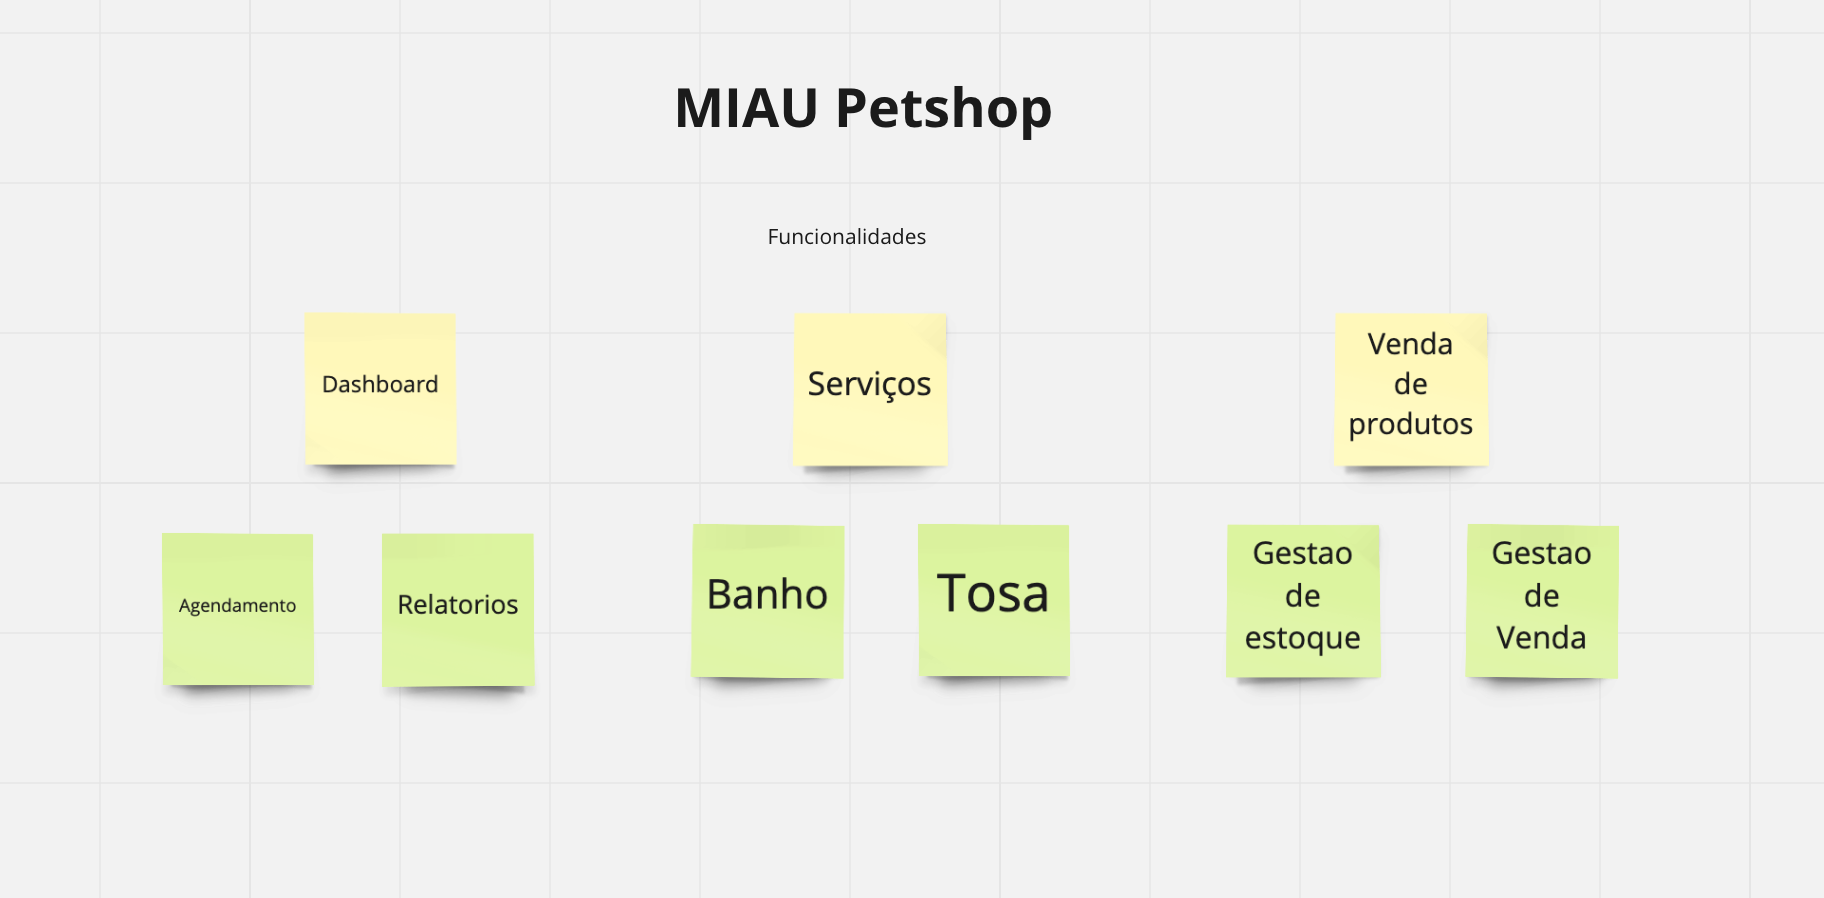 MIAU Petshop
Funcionalidades
Dashboard
Serviços
Venda
de
produtos
Agendamento
Relatorios
Banho
Tosa
Gestao
de
estoque
Gestao
de
Venda